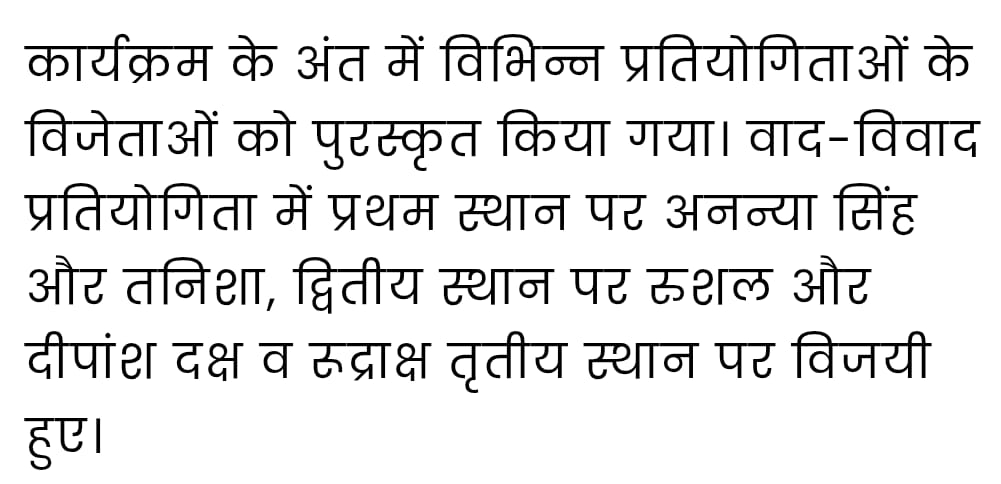 कार्यक्रम के अंत में विभिन्न प्रतियोगिताओं के
विजेताओं को पुरस्कृत किया गया। वाद-विवाद
प्रतियोगिता में प्रथम स्थान पर अनन्या सिंह
और तनिशा, द्वितीय स्थान पर रुशल और
दीपांश दक्ष व रूद्राक्ष तृतीय स्थान पर विजयी
हुए।